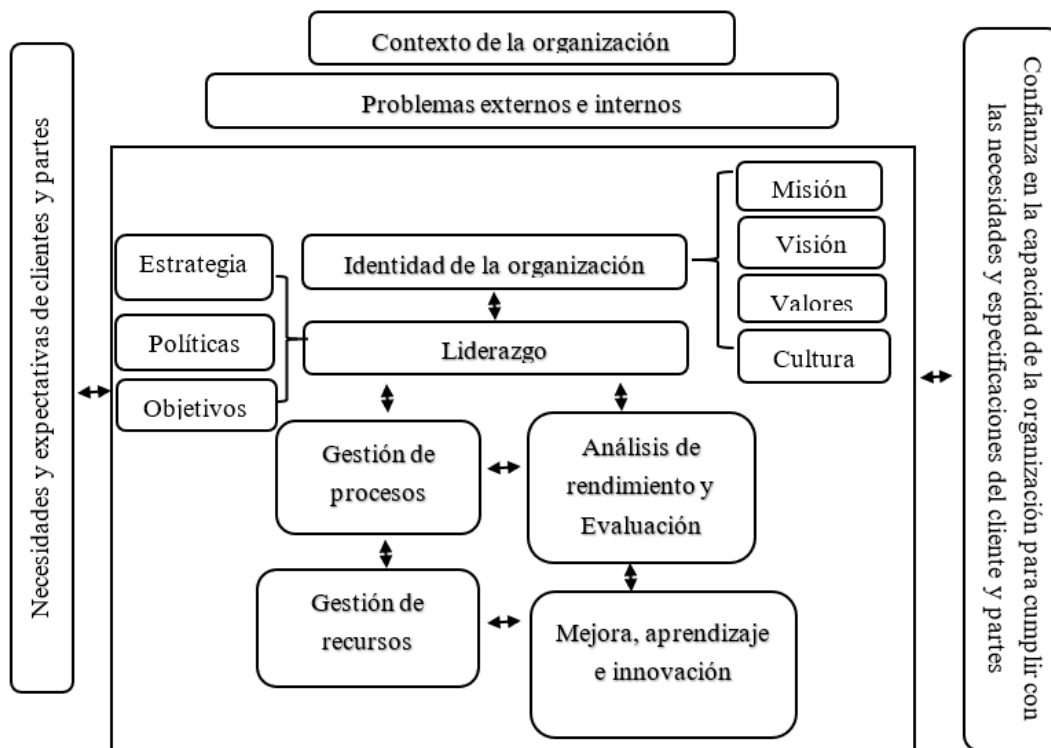 Contexto de la organización
Problemas externos e internos
Necesidades y expectativas de clientes y partes
Estrategia
Políticas
Objetivos
Identidad de la organización
Liderazgo
Misión
Visión
Valores
Cultura
Gestión de
procesos
Análisis de
rendimiento y
Evaluación
Gestión de
recursos
Mejora, aprendizaje
e innovación
Confianza en la capacidad de la organización para cumplir con
las necesidades y especificaciones del cliente y partes